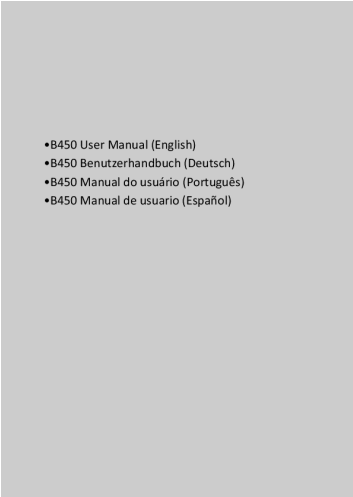 •B450 User Manual (English)
•B450 Benutzerhandbuch (Deutsch)
•B450 Manual do usuário (Português)
•B450 Manual de usuario (Español)